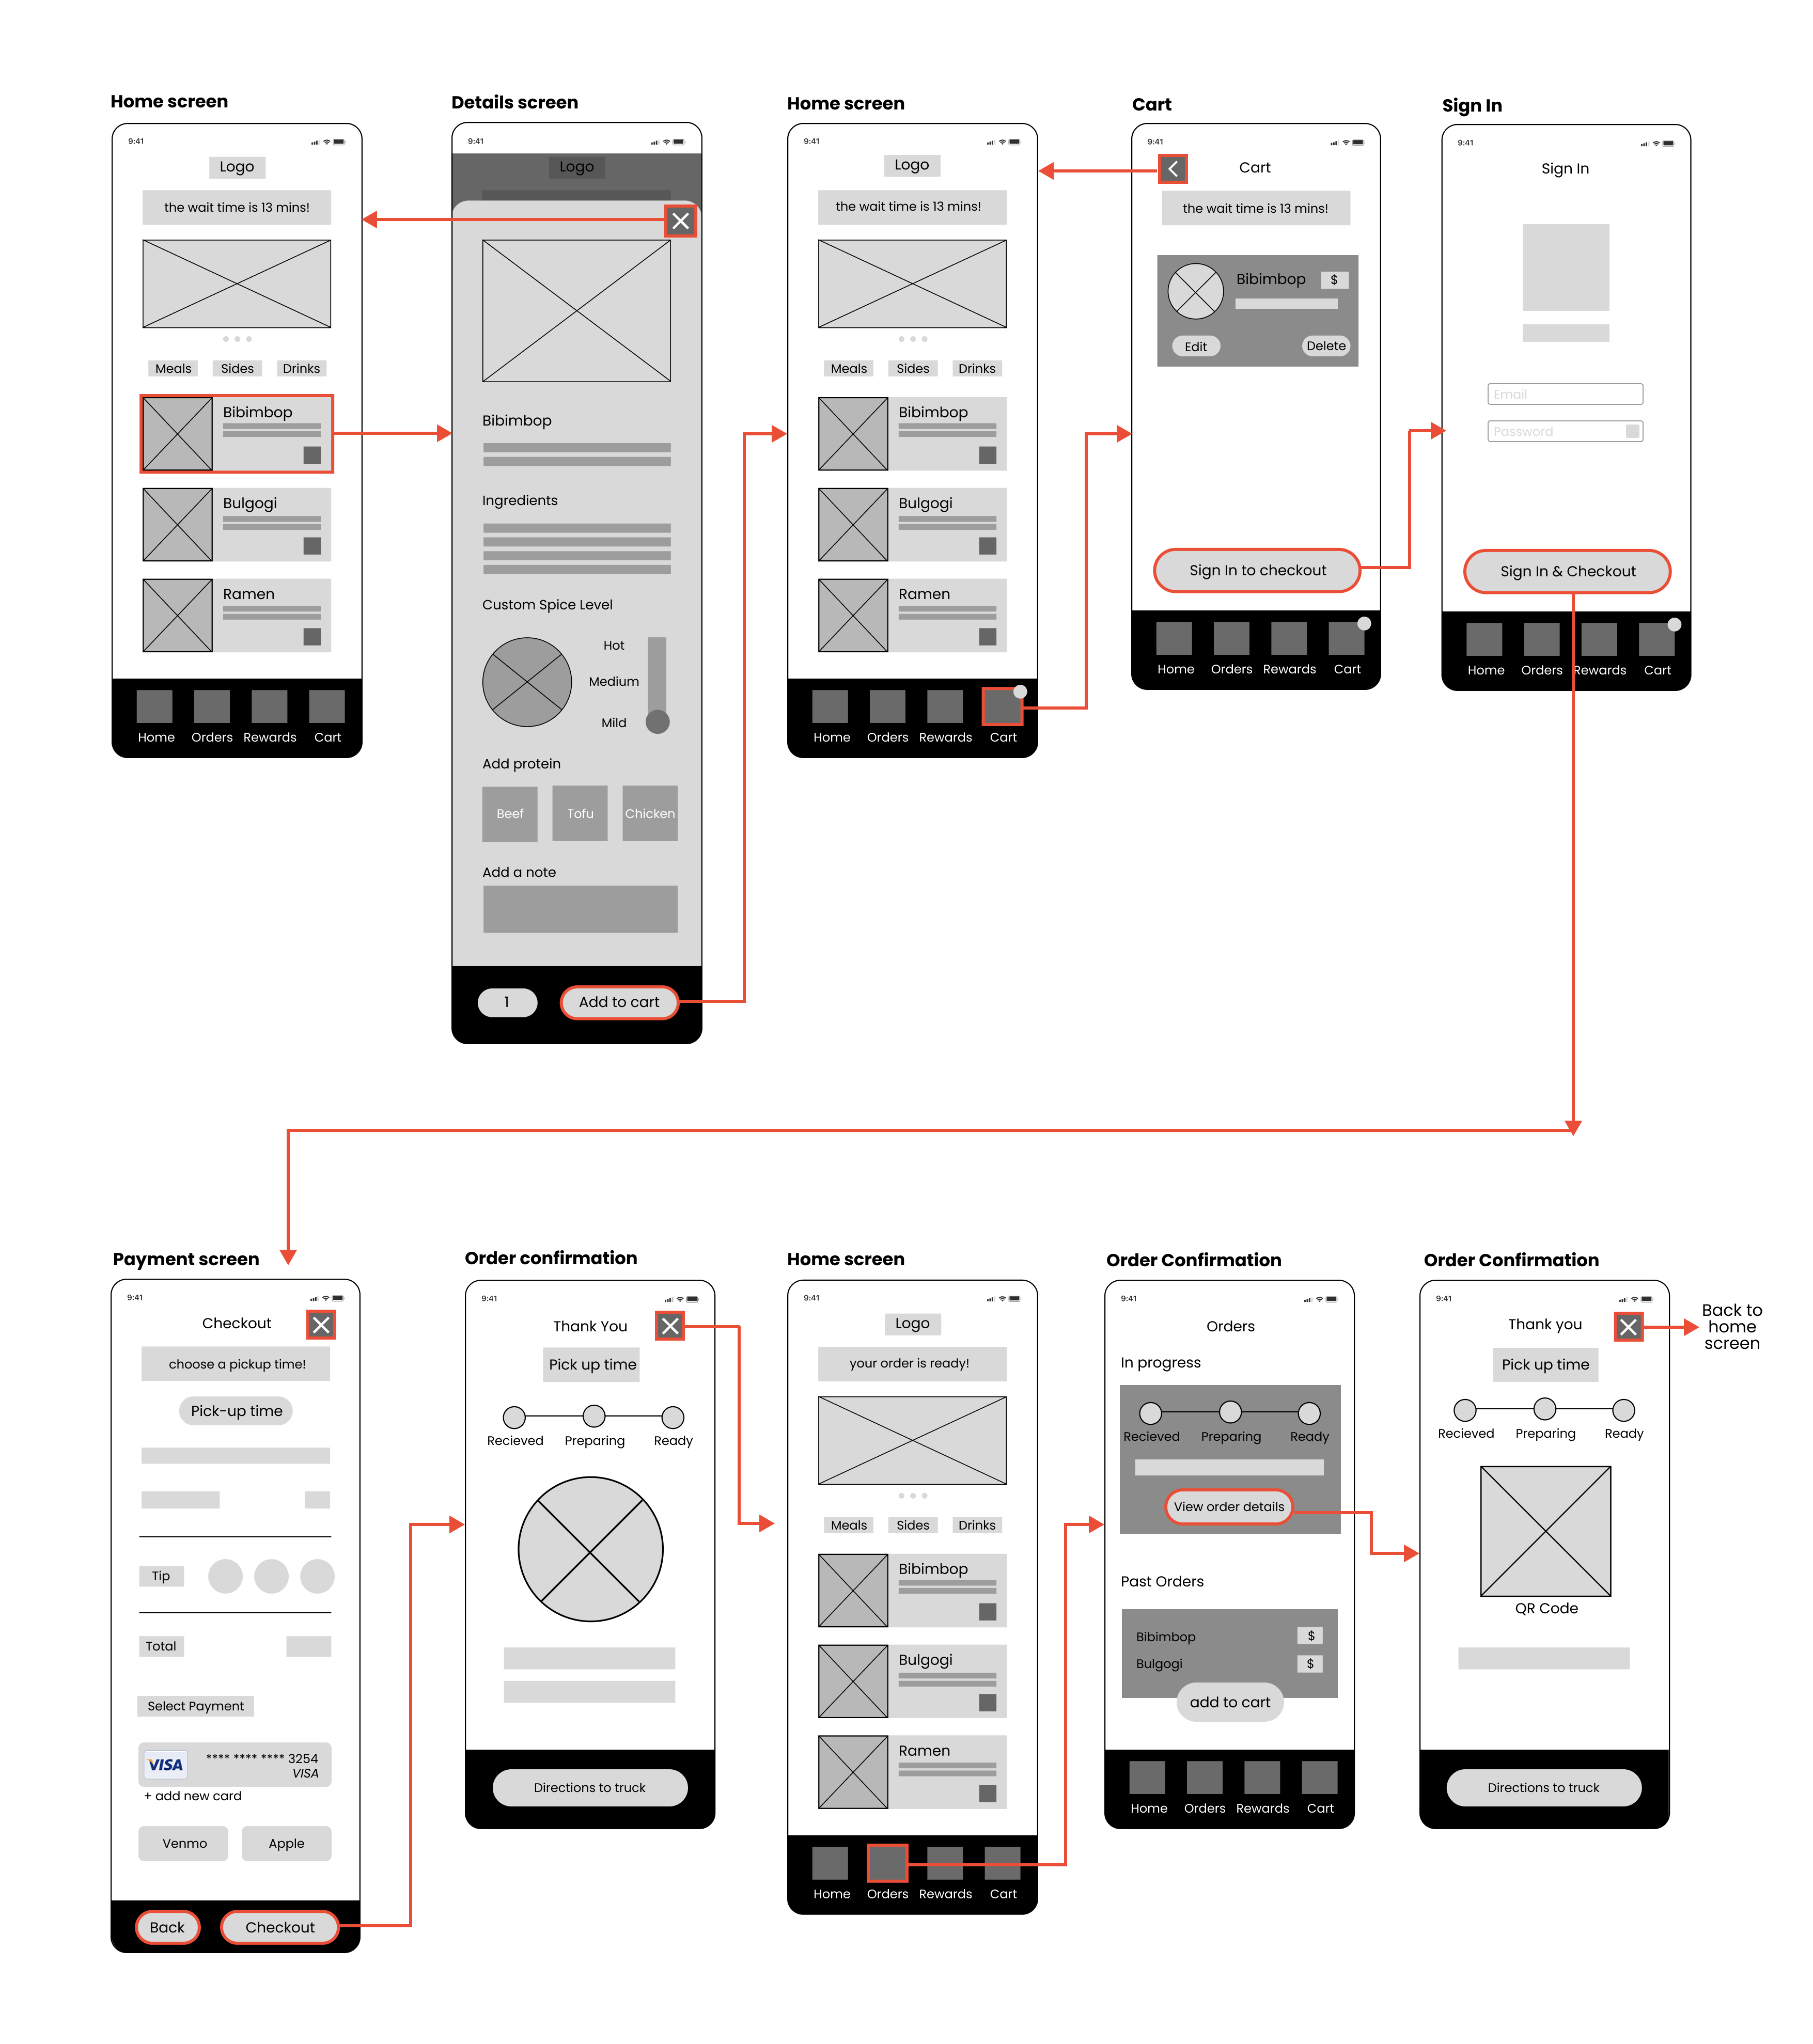 Home screen
9:41
Logo
the wait time is 13 mins!
Meals Sides Drinks
Bibimbop
Bulgogi
Ramen
Home Orders Rewards Cart
Details screen
9:41
Logo
Bibimbop
Ingredients
Custom Spice Level
Hot
Medium
Mild
Add protein
Beef Tofu Chicken
Add a note
1 Add to cart
Home screen
9:41
Logo
the wait time is 13 mins!
Meals Sides Drinks
Bibimbop
Bulgogi
Ramen
Home Orders Rewards Cart
Cart
9:41
Cart
the wait time is 13 mins!
Bibimbop $
Edit Delete
Sign In to checkout
Home Orders Rewards Cart
Sign In
9:41
Sign In
Email
Password
Sign In & Checkout
Home Orders Rewards Cart
Payment screen
9:41
Checkout
choose a pickup time!
Pick-up time
Tip
Total
Select Payment
VISA **** **** **** 3254
VISA
+ add new card
Venmo Apple
Back Checkout
Order confirmation
9:41
Thank You
Pick up time
Recieved Preparing Ready
Directions to truck
Home screen
9:41
Logo
your order is ready!
Meals Sides Drinks
Bibimbop
Bulgogi
Ramen
Home Orders Rewards Cart
Order Confirmation
9:41
Orders
In progress
Recieved Preparing Ready
View order details
Past Orders
Bibimbop $
Bulgogi $
add to cart
Home Orders Rewards Cart
Order Confirmation
9:41
Thank you
Pick up time
Recieved Preparing Ready
QR Code
Directions to truck
Back to
home
screen